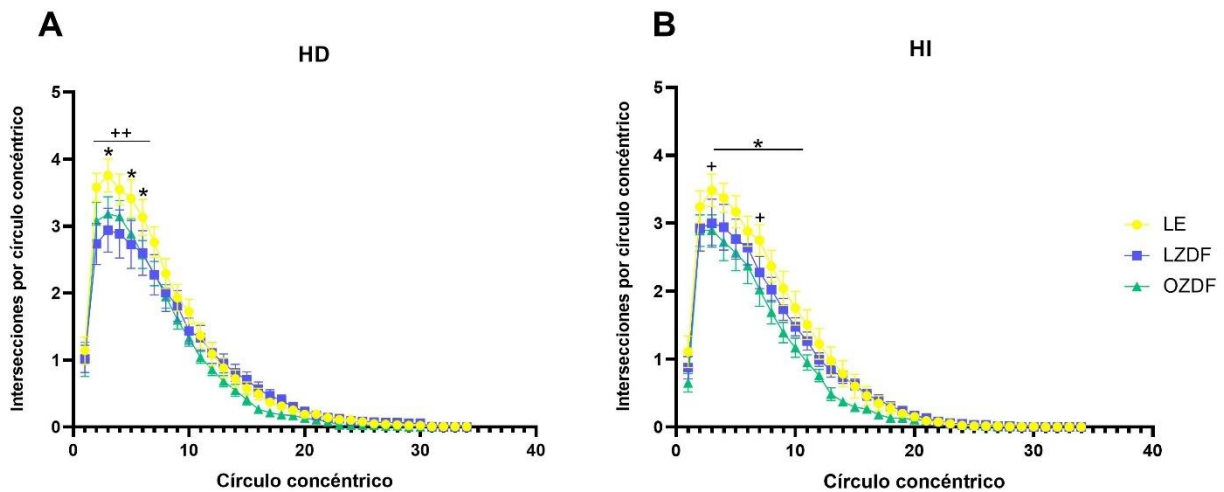 A
HD
Intersecciones por círculo concéntrico
5
4
3
2
1
0
++
*
*
*
0
10
20
30
40
Círculo concéntrico
B
HI
Intersecciones por círculo concéntrico
5
4
3
2
1
0
*
+
+
0
10
20
30
40
Círculo concéntrico
LE
LZDF
OZDF